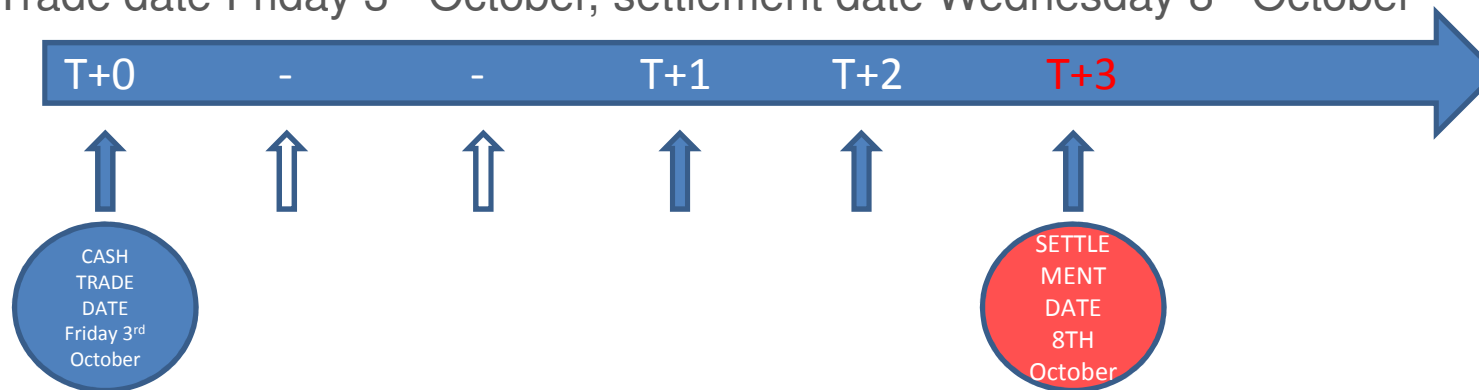 Trade date Friday 3 October, settlement date Wednesday 8 October
T+0 - - T+1 T+2 T+3
CASH
TRADE
DATE
Friday 3rd
October
SETTLE
MENT
DATE
8TH
October